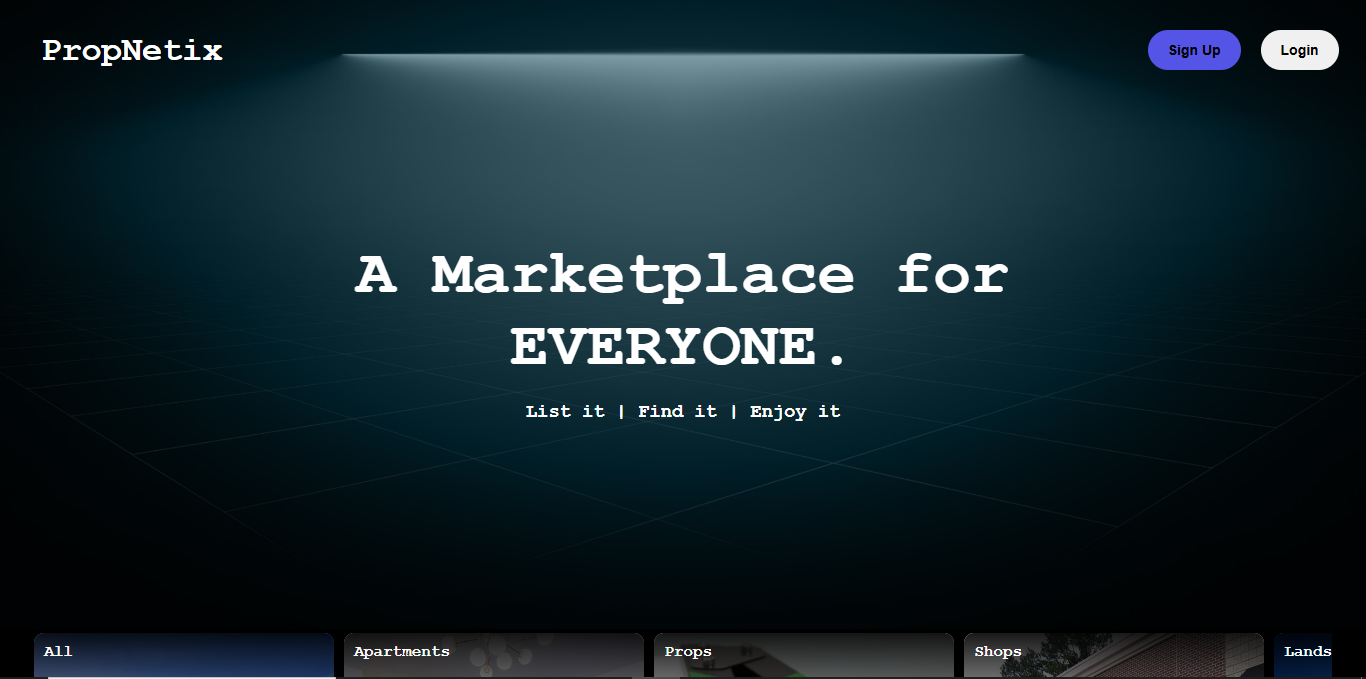 PropNetix
Sign Up
Login
A Marketplace for
EVERYONE.
List it | Find it | Enjoy it
All
Apartments
Props
Shops
Lands